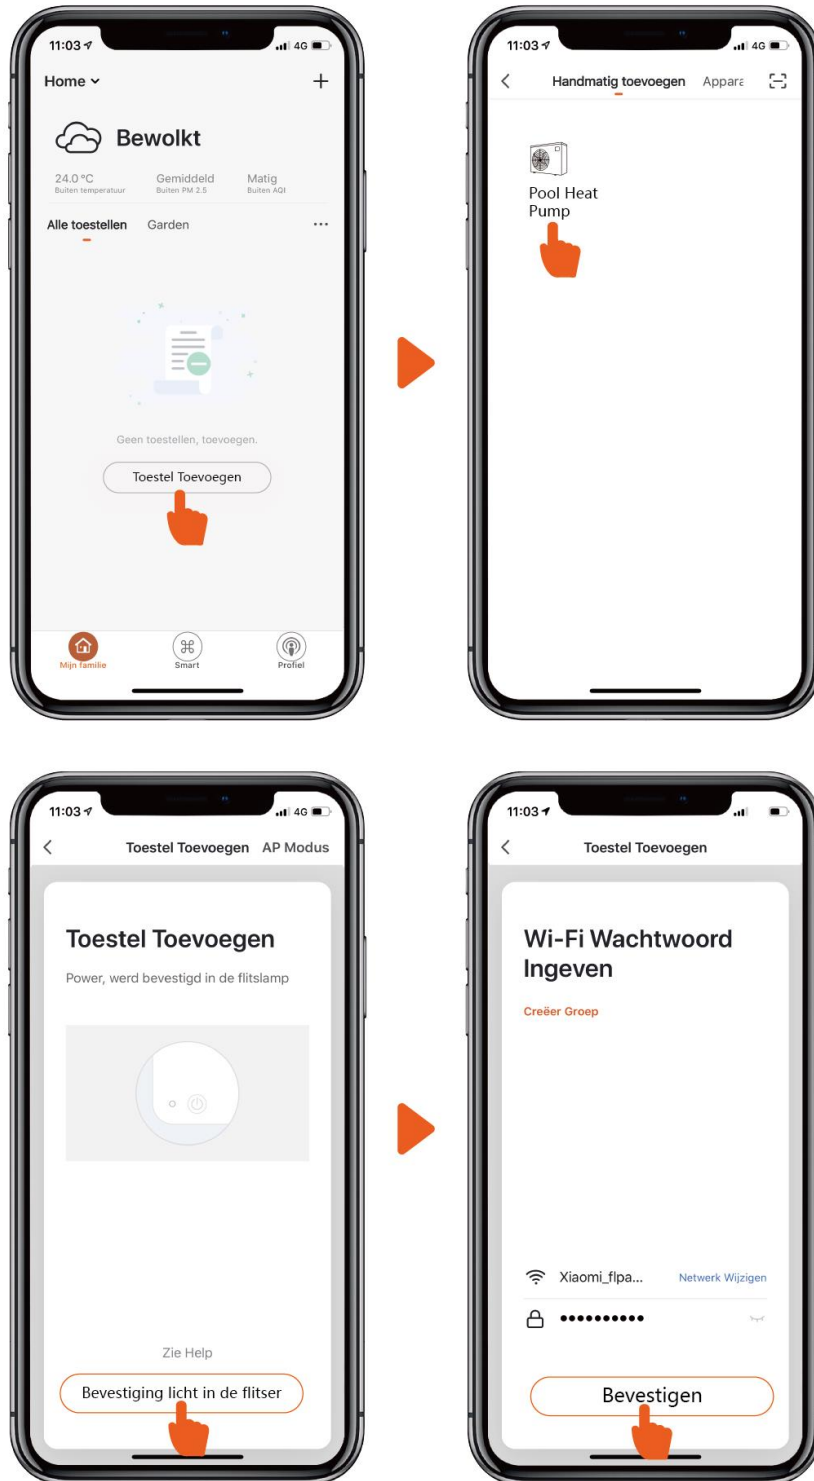 11:03 4G
Home
Bewolkt
24.0 °C Gemiddeld Matig
Buiten temperatuur Buiten PM 2.5 Buiten AQI
Alle toestellen Garden
Geen toestellen, toevoegen.
Toestel Toevoegen
Mijn familie Smart Profiel
11:03 4G
Handmatig toevoegen Appara
Pool Heat
Pump
11:03 4G
Toestel Toevoegen AP Modus
Toestel Toevoegen
Power, werd bevestigd in de flitslamp
Zie Help
Bevestiging licht in de flitser
11:03
Toestel Toevoegen
Wi-Fi Wachtwoord
Ingeven
Creëer Groep
Xiaomi_flpa... Netwerk Wijzigen
••••••••••
Bevestigen